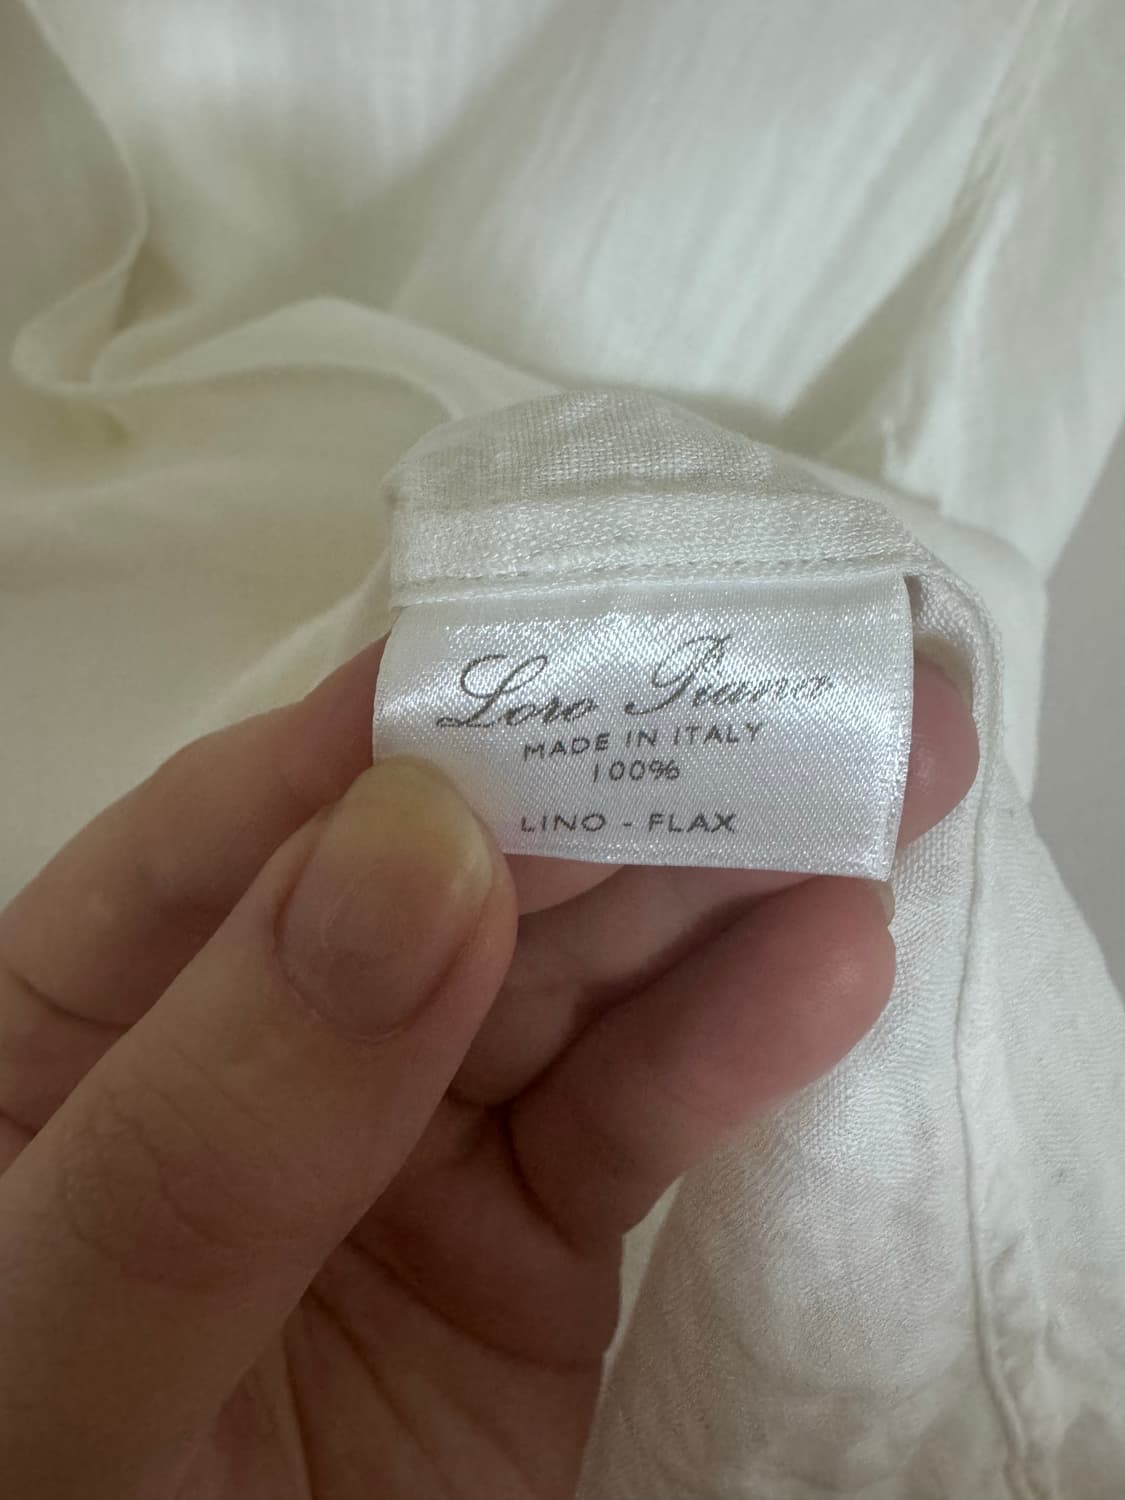 Loro Piana
MADE IN ITALY
100%
LINO - FLAX